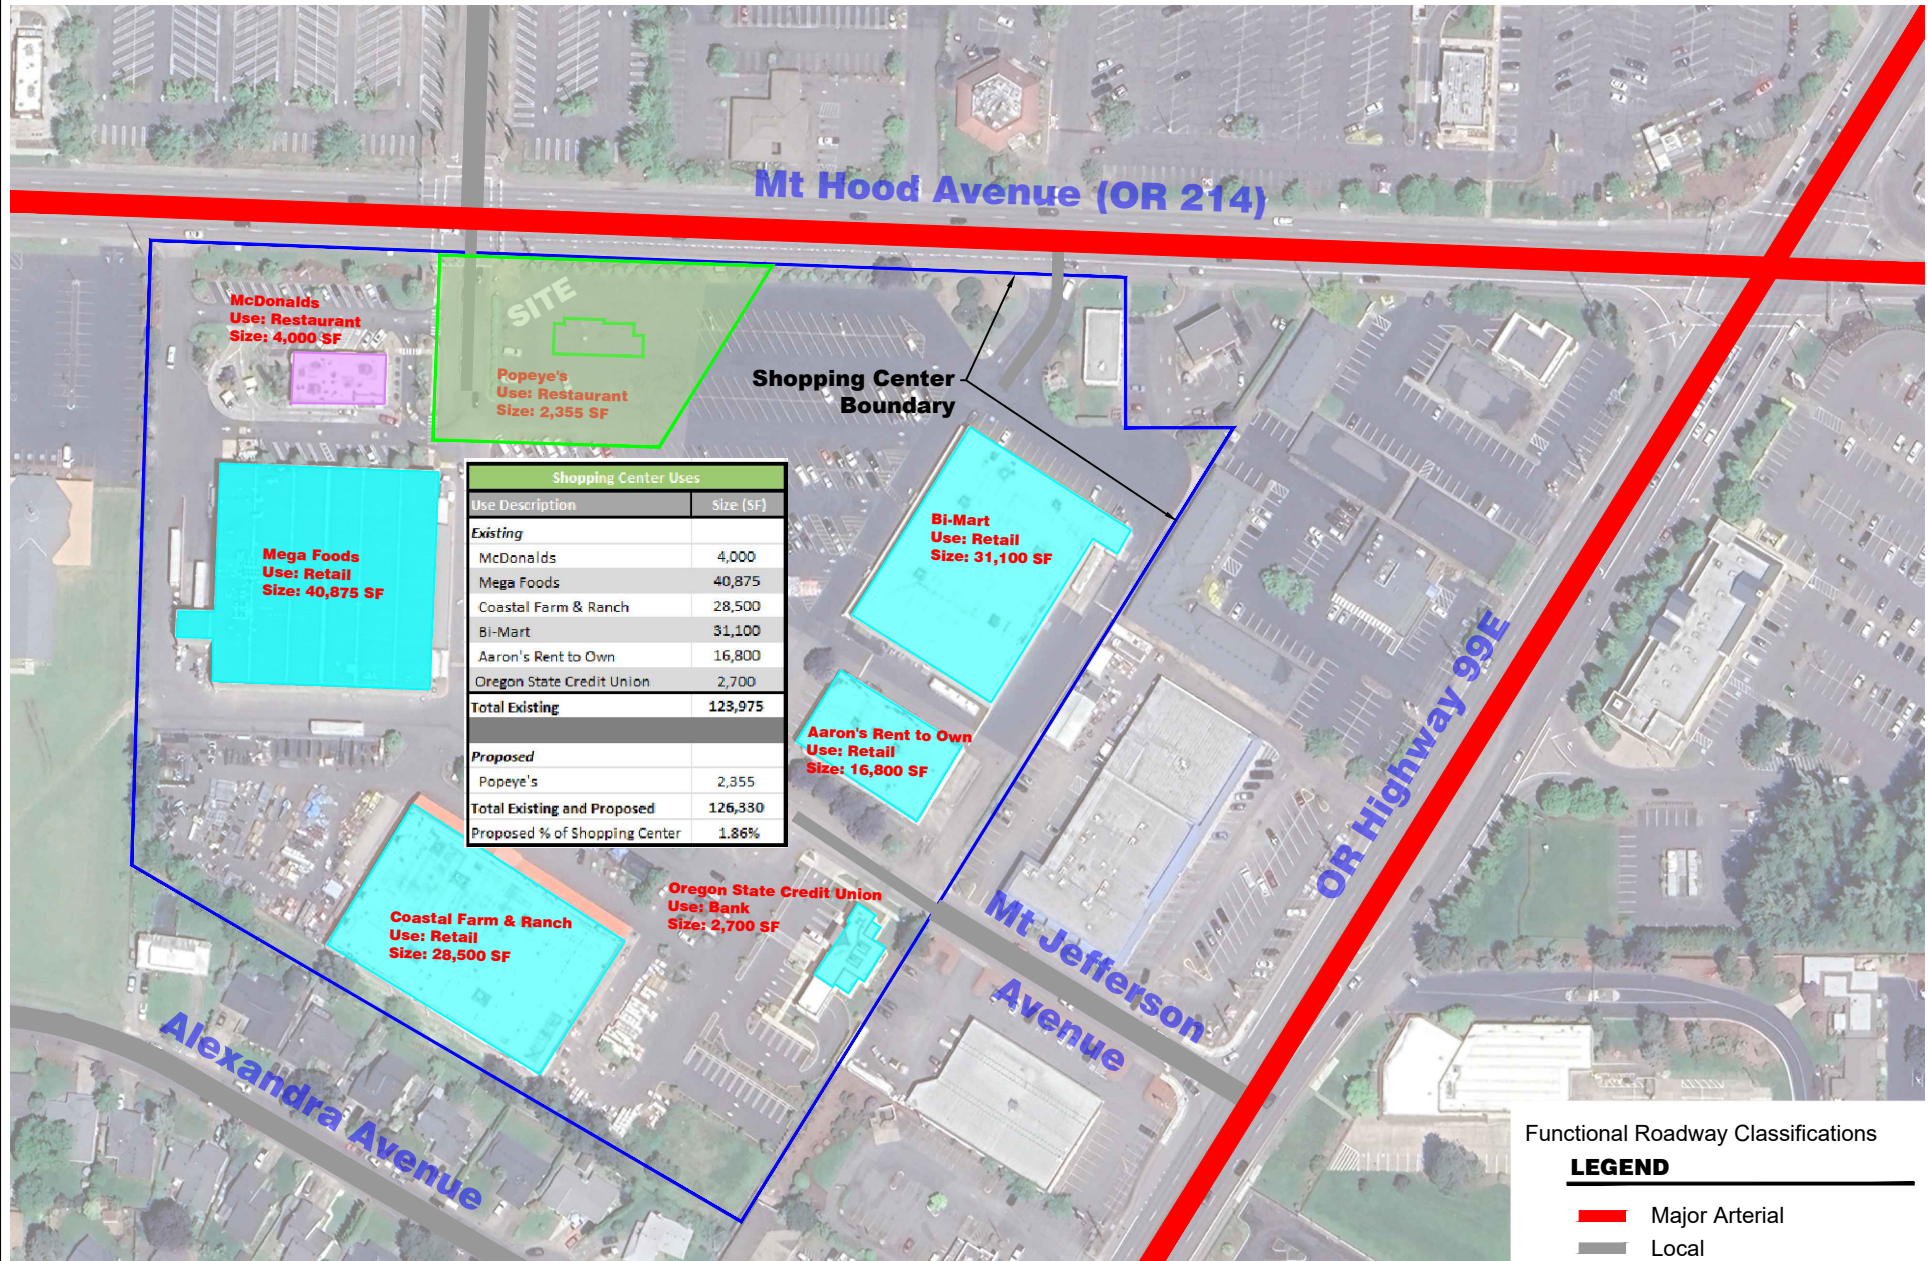 Mt Hood Avenue (OR 214)
SITE
McDonalds
Use: Restaurant
Size: 4,000 SF
Popeye's
Use: Restaurant
Size: 2,355 SF
Shopping Center
Boundary
Mega Foods
Use: Retail
Size: 40,875 SF
Shopping Center Uses
Use Description Size (SF)
Existing
McDonalds 4,000
Mega Foods 40,875
Coastal Farm & Ranch 28,500
Bi-Mart 31,100
Aaron's Rent to Own 16,800
Oregon State Credit Union 2,700
Total Existing 123,975
Proposed
Popeye's 2,355
Total Existing and Proposed 126,330
Proposed % of Shopping Center 1.86%
Bi-Mart
Use: Retail
Size: 31,100 SF
Aaron's Rent to Own
Use: Retail
Size: 16,800 SF
OR Highway 99E
Oregon State Credit Union
Use: Bank
Size: 2,700 SF
Coastal Farm & Ranch
Use: Retail
Size: 28,500 SF
Mt Jefferson
Avenue
Alexandra Avenue
Functional Roadway Classifications
LEGEND
Major Arterial
Local